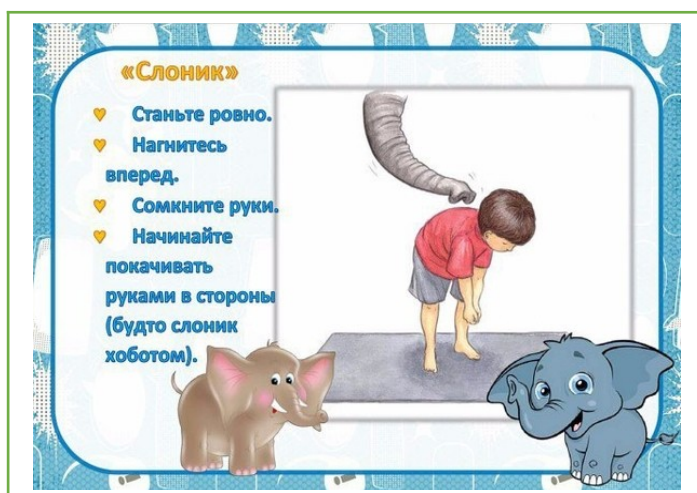 «Слоник»
Станьте ровно.
Нагнитесь
вперед.
Сомкните руки.
Начинайте
покачивать
руками в стороны
(будто слоник
хоботом).